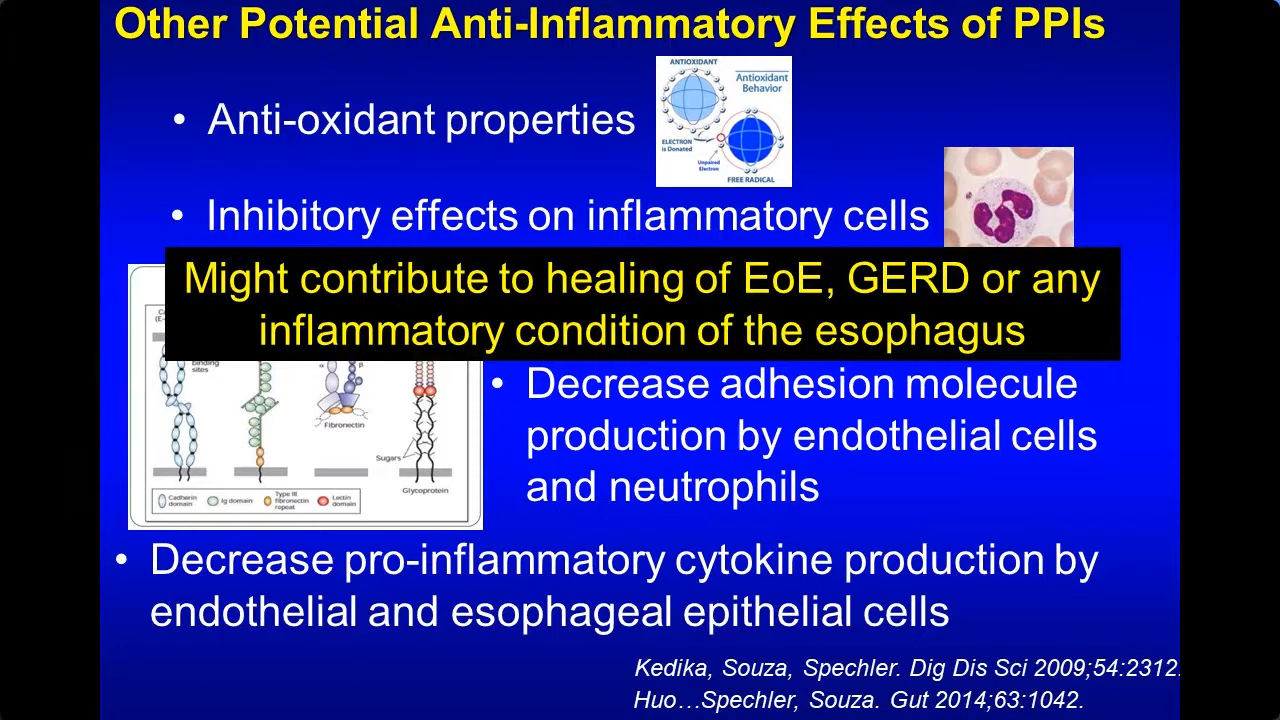 Other Potential Anti-Inflammatory Effects of PPIs
ANTIOXIDANT
Antioxidant
Behavior
• Anti-oxidant properties
ELECTRON
is Donated
Unpaired
Electron
FREE RADICAL
• Inhibitory effects on inflammatory cells
Might contribute to healing of EoE, GERD or any
inflammatory condition of the esophagus
binding
sites
α
β
Fibronectin
Sugars
Glycoprotein
Cadherin
domain
Ig domain
Type III
fibronectin
repeat
Lectin
domain
• Decrease adhesion molecule
production by endothelial cells
and neutrophils
• Decrease pro-inflammatory cytokine production by
endothelial and esophageal epithelial cells
Kedika, Souza, Spechler. Dig Dis Sci 2009;54:2312.
Huo…Spechler, Souza. Gut 2014;63:1042.